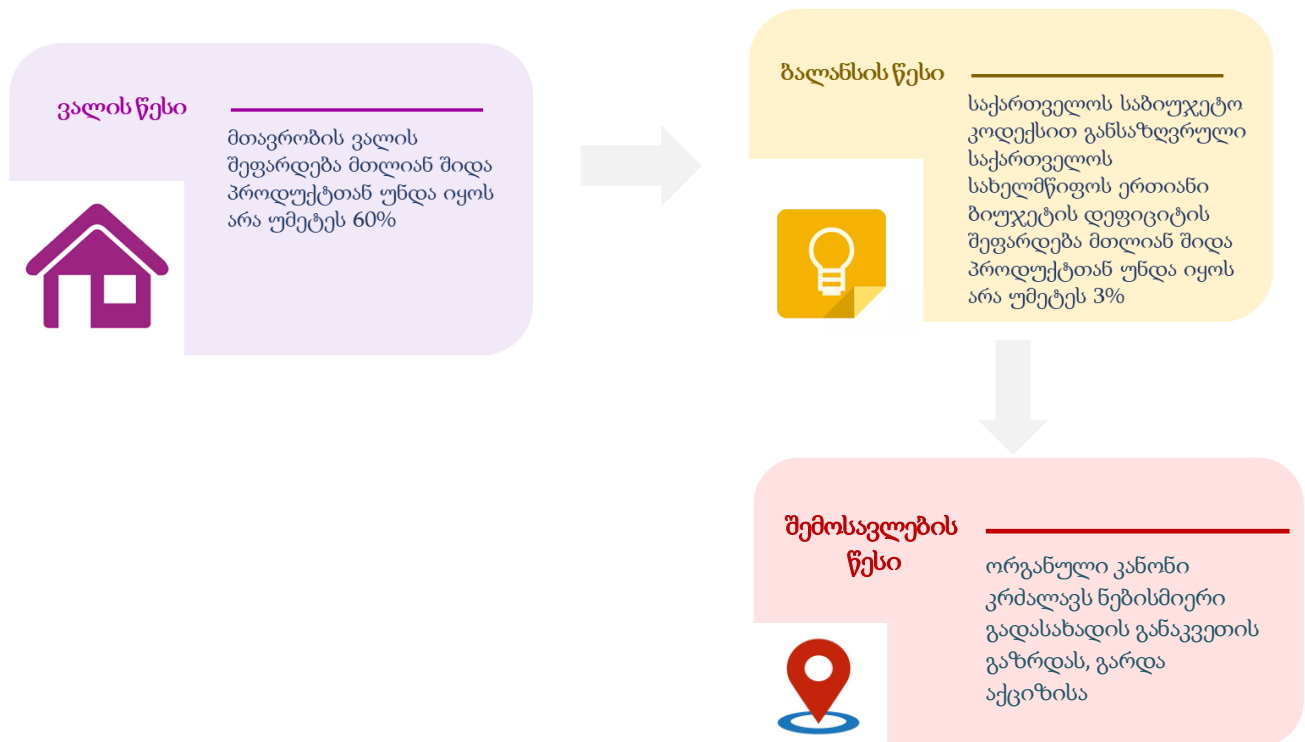 ვალის წესი
მთავრობის ვალის
შეფარდება მთლიან შიდა
პროდუქტთან უნდა იყოს
არა უმეტეს 60%
ბალანსის წესი
საქართველოს საბიუჯეტო
კოდექსით განსაზღვრული
საქართველოს
სახელმწიფოს ერთიანი
ბიუჯეტის დეფიციტის
შეფარდება მთლიან შიდა
პროდუქტთან უნდა იყოს
არა უმეტეს 3%
შემოსავლების
წესი
ორგანული კანონი
კრძალავს ნებისმიერი
გადასახადის განაკვეთის
გაზრდას, გარდა
აქციზისა